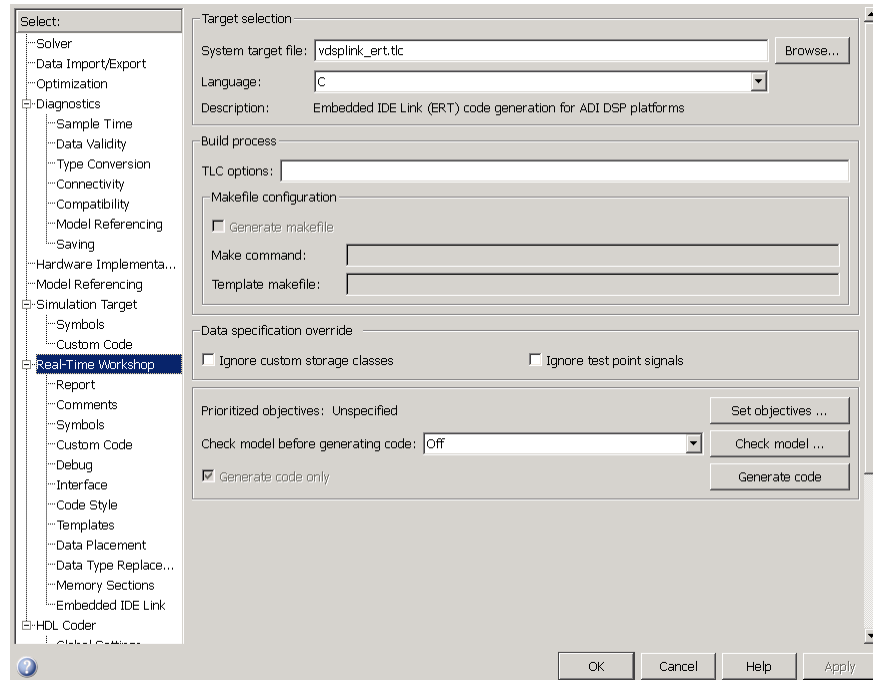 Select:
Solver
Data Import/Export
Optimization
Diagnostics
Sample Time
Data Validity
Type Conversion
Connectivity
Compatibility
Model Referencing
Saving
Hardware Implementa...
Model Referencing
Simulation Target
Symbols
Custom Code
Real-Time Workshop
Report
Comments
Symbols
Custom Code
Debug
Interface
Code Style
Templates
Data Placement
Data Type Replace...
Memory Sections
Embedded IDE Link
HDL Coder
Target selection
System target file: vdsplink_ert.tlc Browse...
Language: C
Description: Embedded IDE Link (ERT) code generation for ADI DSP platforms
Build process
TLC options:
Makefile configuration
Generate makefile
Make command:
Template makefile:
Data specification override
Ignore custom storage classes Ignore test point signals
Prioritized objectives: Unspecified Set objectives ...
Check model before generating code: Off Check model ...
Generate code only Generate code
OK Cancel Help Apply